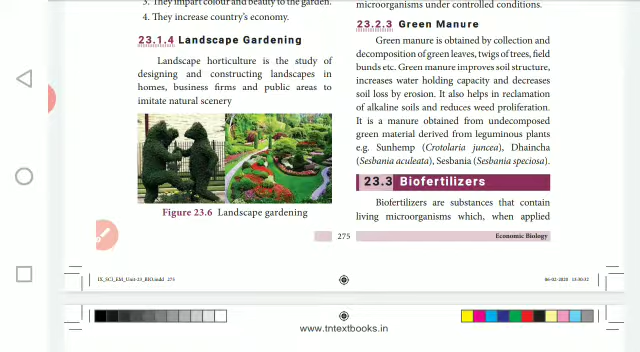 3. They impart colour and beauty to the garden.
4. They increase country's economy.
23.1.4 Landscape Gardening
Landscape horticulture is the study of
designing and constructing landscapes in
homes, business firms and public areas to
imitate natural scenery
Figure 23.6 Landscape gardening
microorganisms under controlled conditions.
23.2.3 Green Manure
Green manure is obtained by collection and
decomposition of green leaves, twigs of trees, field
bunds etc. Green manure improves soil structure,
increases water holding capacity and decreases
soil loss by erosion. It also helps in reclamation
of alkaline soils and reduces weed proliferation.
It is a manure obtained from undecomposed
green material derived from leguminous plants
e.g. Sunhemp (Crotolaria juncea), Dhaincha
(Sesbania aculeata), Sesbania (Sesbania speciosa).
23.3 Biofertilizers
Biofertilizers are substances that contain
living microorganisms which, when applied
275
Economic Biology
IX_SCI_EM_Unit-23_BIO.indd 275
06-02-2020 13:30:32
www.tntextbooks.in